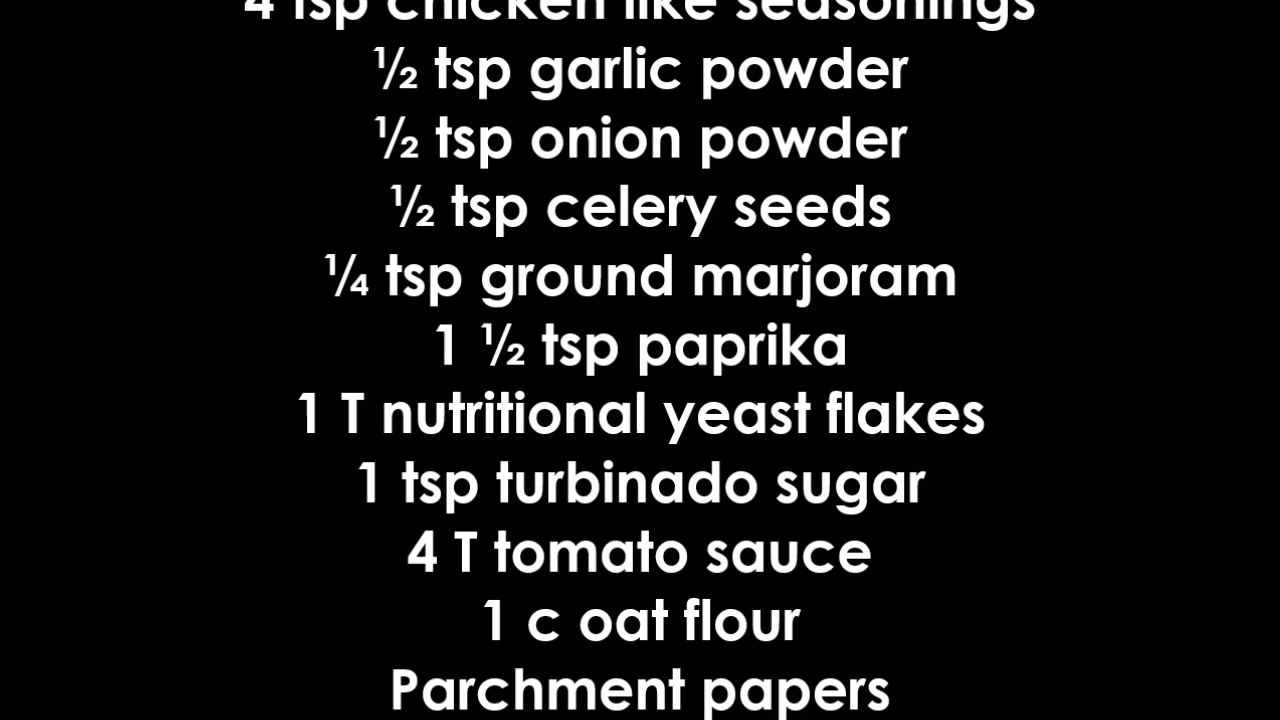 4 tsp chicken like seasonings
½ tsp garlic powder
½ tsp onion powder
½ tsp celery seeds
¼ tsp ground marjoram
1 ½ tsp paprika
1 T nutritional yeast flakes
1 tsp turbinado sugar
4 T tomato sauce
1 c oat flour
Parchment papers